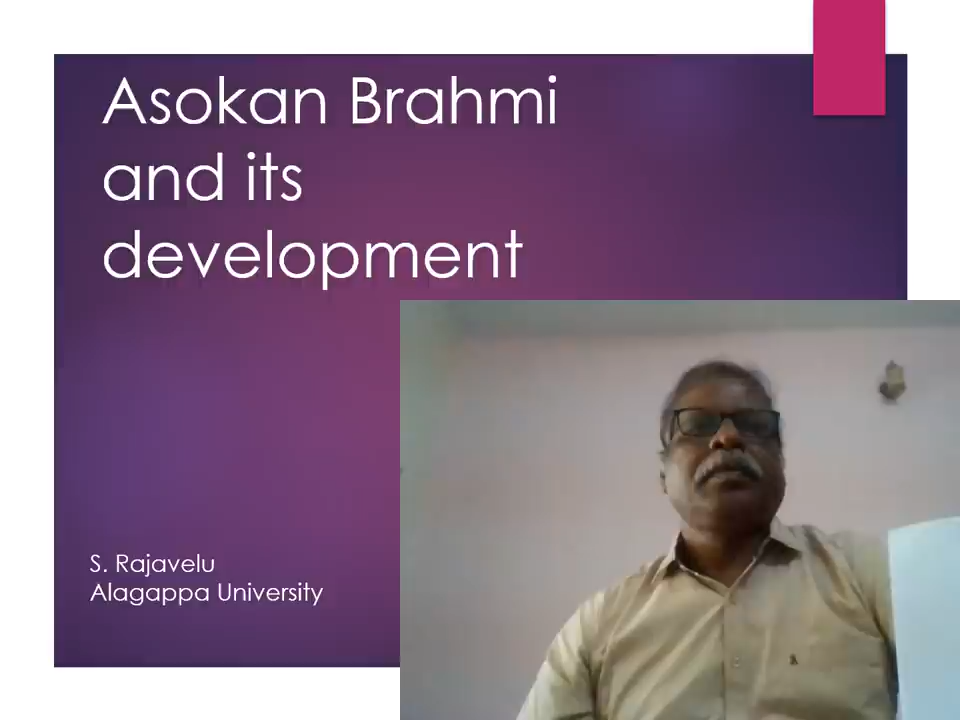 Asokan Brahmi
and its
development
S. Rajavelu
Alagappa University